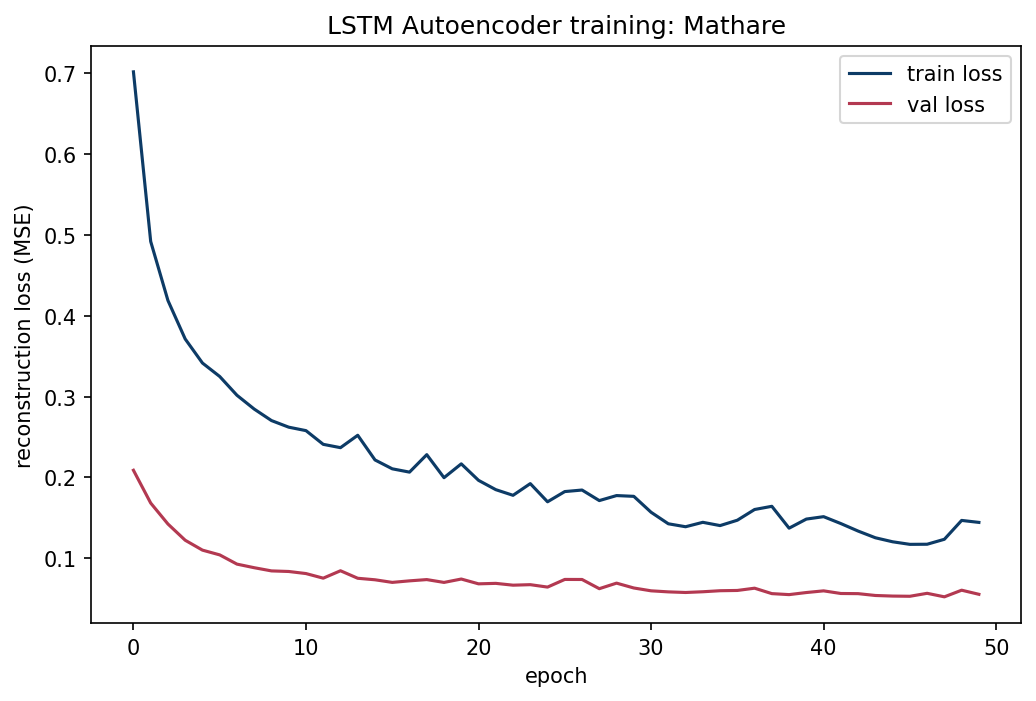 LSTM Autoencoder training: Mathare
train loss
val loss
reconstruction loss (MSE)
0.7
0.6
0.5
0.4
0.3
0.2
0.1
0 10 20 30 40 50
epoch